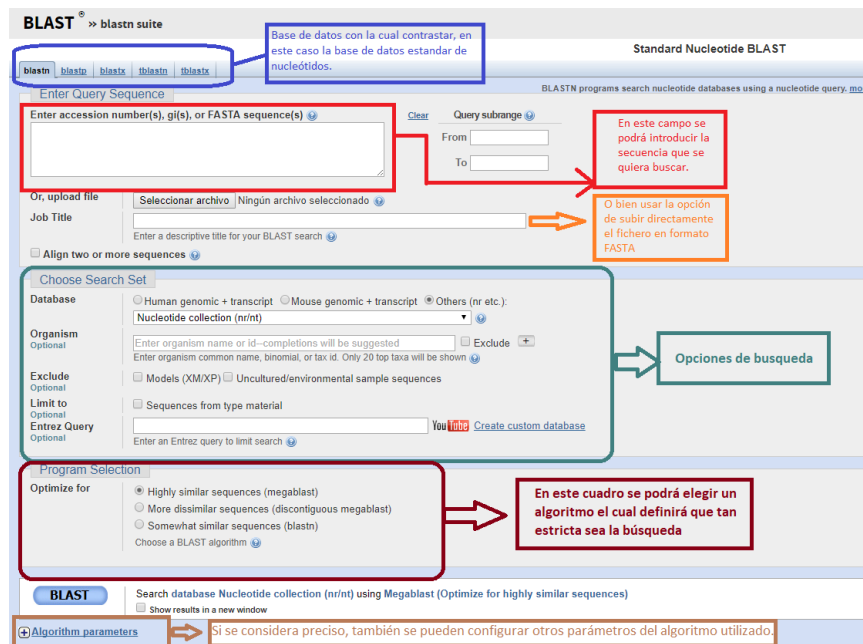 BLAST ® » blastn suite
Base de datos con la cual contrastar, en
este caso la base de datos estandar de
nucleótidos.
Standard Nucleotide BLAST
blastn blastp blastx tblastn tblastx
BLASTN programs search nucleotide databases using a nucleotide query. mo
Enter Query Sequence
Enter accession number(s), gi(s), or FASTA sequence(s)
Clear
Query subrange
From
To
En este campo se
podrá introducir la
secuencia que se
quiera buscar.
Or, upload file
Seleccionar archivo Ningún archivo seleccionado
Job Title
Enter a descriptive title for your BLAST search
Align two or more sequences
O bien usar la opción
de subir directamente
el fichero en formato
FASTA
Choose Search Set
Database
Human genomic + transcript Mouse genomic + transcript Others (nr etc.):
Nucleotide collection (nr/nt)
Organism
Optional
Enter organism name or id--completions will be suggested
Exclude +
Enter organism common name, binomial, or tax id. Only 20 top taxa will be shown
Exclude
Optional
Models (XM/XP) Uncultured/environmental sample sequences
Limit to
Optional
Sequences from type material
Entrez Query
Optional
YouTube Create custom database
Enter an Entrez query to limit search
Opciones de busqueda
Program Selection
Optimize for
Highly similar sequences (megablast)
More dissimilar sequences (discontiguous megablast)
Somewhat similar sequences (blastn)
Choose a BLAST algorithm
En este cuadro se podrá elegir un
algoritmo el cual definirá que tan
estricta sea la búsqueda
BLAST
Search database Nucleotide collection (nr/nt) using Megablast (Optimize for highly similar sequences)
Show results in a new window
+ Algorithm parameters
Si se considera preciso, también se pueden configurar otros parámetros del algoritmo utilizado.